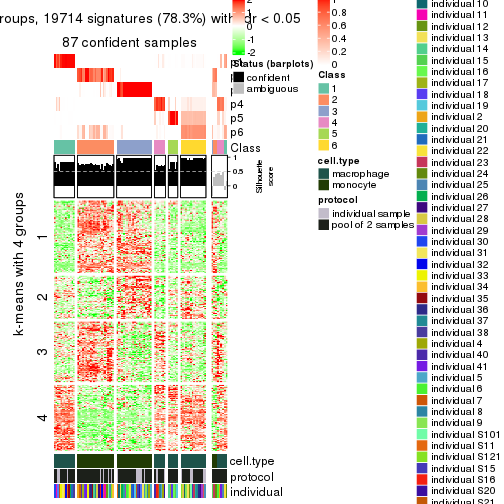 roups, 19714 signatures (78.3%) with fdr < 0.05
87 confident samples
2
1
0
-1
-2
1
0.8
0.6
0.4
0.2
0
p4
p5
p6
Class
1
0.5
0
Silhouette
score
Status (barplots)
confident
ambiguous
Class
1
2
3
4
5
6
cell.type
macrophage
monocyte
protocol
individual sample
pool of 2 samples
k-means with 4 groups
1
2
3
4
cell.type
protocol
individual
individual 10
individual 11
individual 12
individual 13
individual 14
individual 15
individual 16
individual 17
individual 18
individual 19
individual 2
individual 20
individual 21
individual 22
individual 23
individual 24
individual 25
individual 26
individual 27
individual 28
individual 29
individual 30
individual 31
individual 32
individual 33
individual 34
individual 35
individual 36
individual 37
individual 38
individual 4
individual 40
individual 41
individual 5
individual 6
individual 7
individual 8
individual 9
individual S101
individual S11
individual S121
individual S15
individual S16
individual S20
individual S21